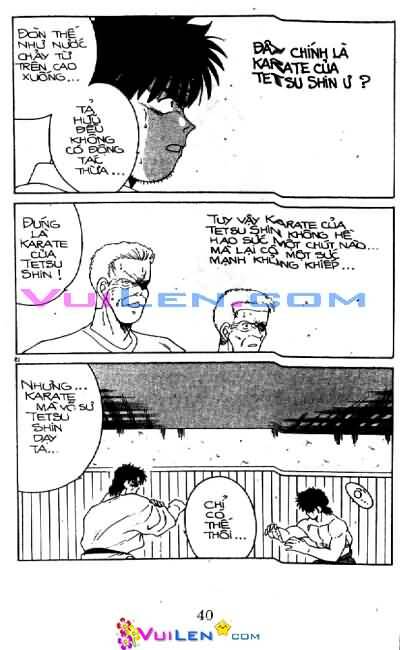 ĐÒN THẾ
NHƯ NƯỚC
CHẢY TỪ
TRÊN CAO
XUỐNG...
ĐÂY CHÍNH LÀ
KARATE CỦA
TETSU SHIN Ư ?
TẢ,
HỮU
ĐỀU
KHÔNG
CÓ ĐỘNG
TÁC
THỪA...
ĐÚNG
LÀ
KARATE
CỦA
TETSU
SHIN !
TUY VẬY KARATE CỦA
TETSU SHIN KHÔNG HỀ
HAO SỨC MỘT CHÚT NÀO...
MÀ LẠI CÓ MỘT SỨC
MẠNH KHỦNG KHIẾP...
VUILEN.COM
NHƯNG...
KARATE
MÀ VÕ SƯ
TETSU
SHIN
DẠY
TA...
CHỈ
CÓ
THẾ
THÔI...
Ồ...
40
VUILEN.COM